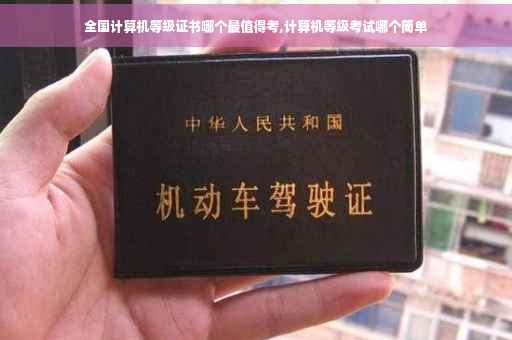 全国计算机等级证书哪个最值得考,计算机等级考试哪个简单
中华人民共和国
机动车驾驶证